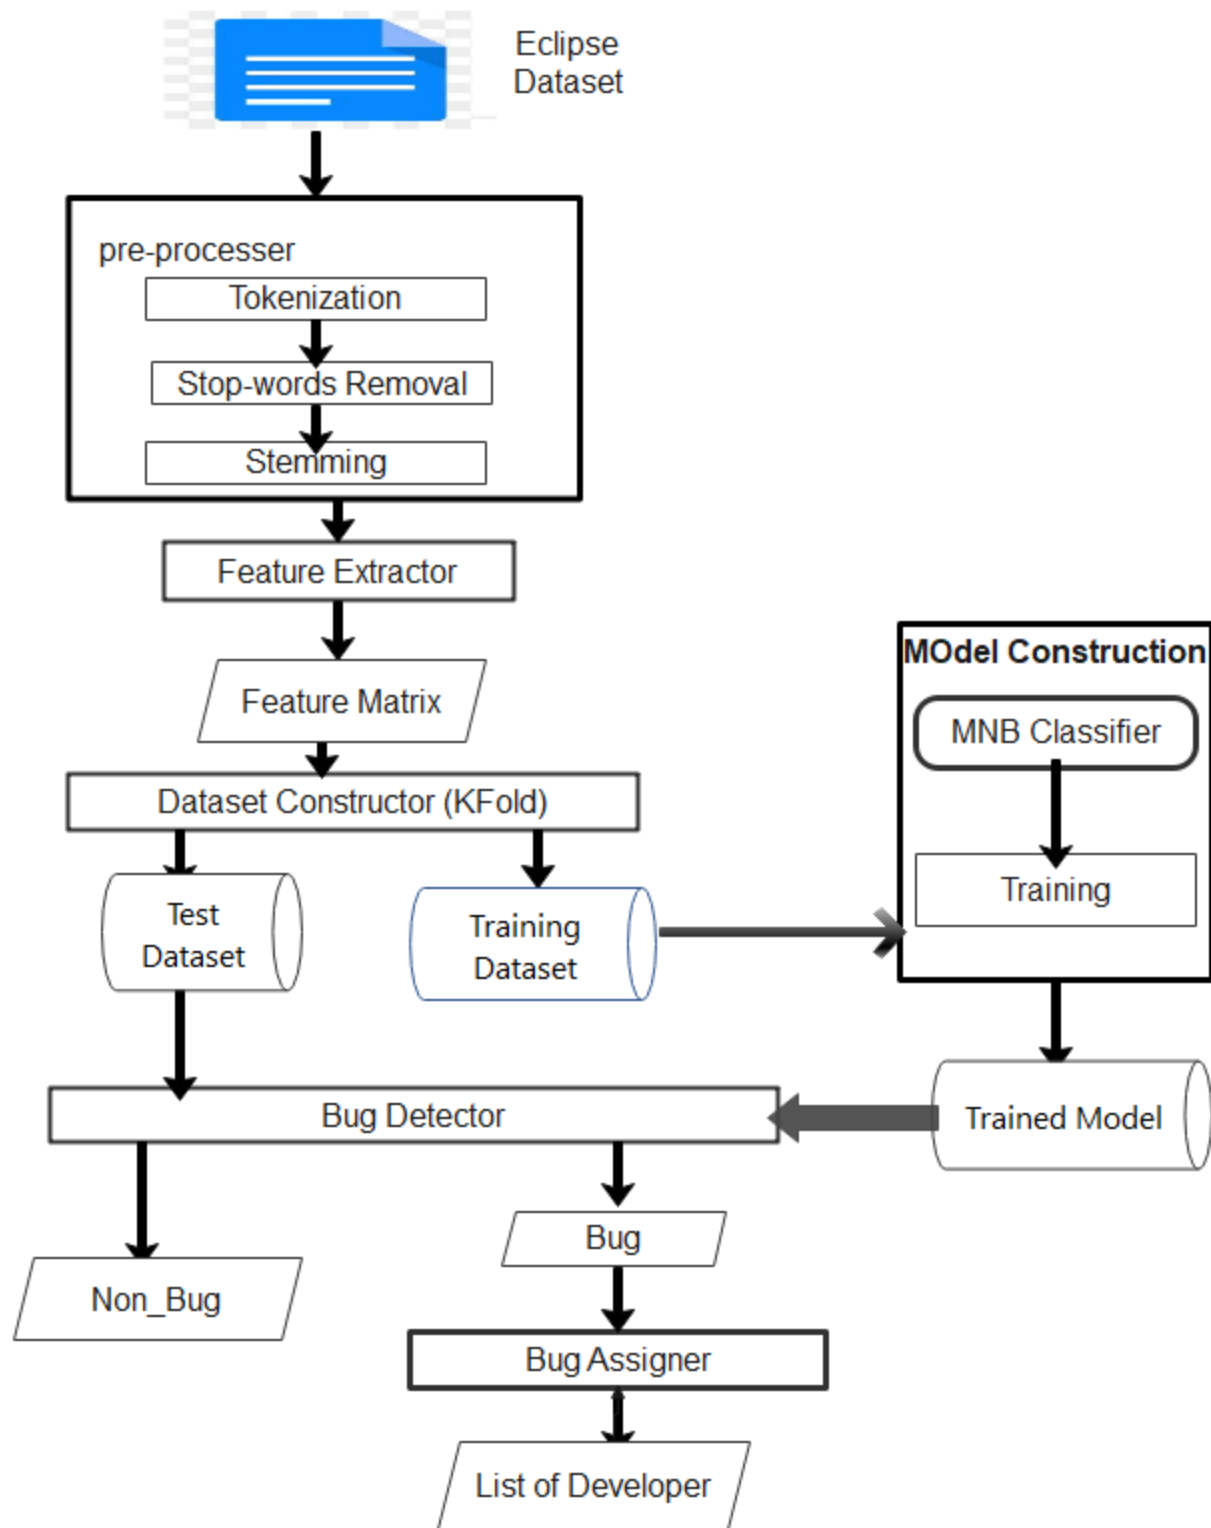 Eclipse
Dataset
pre-processer
Tokenization
Stop-words Removal
Stemming
Feature Extractor
Feature Matrix
Dataset Constructor (KFold)
Test
Dataset
Training
Dataset
MOdel Construction
MNB Classifier
Training
Trained Model
Bug Detector
Non_Bug
Bug
Bug Assigner
List of Developer